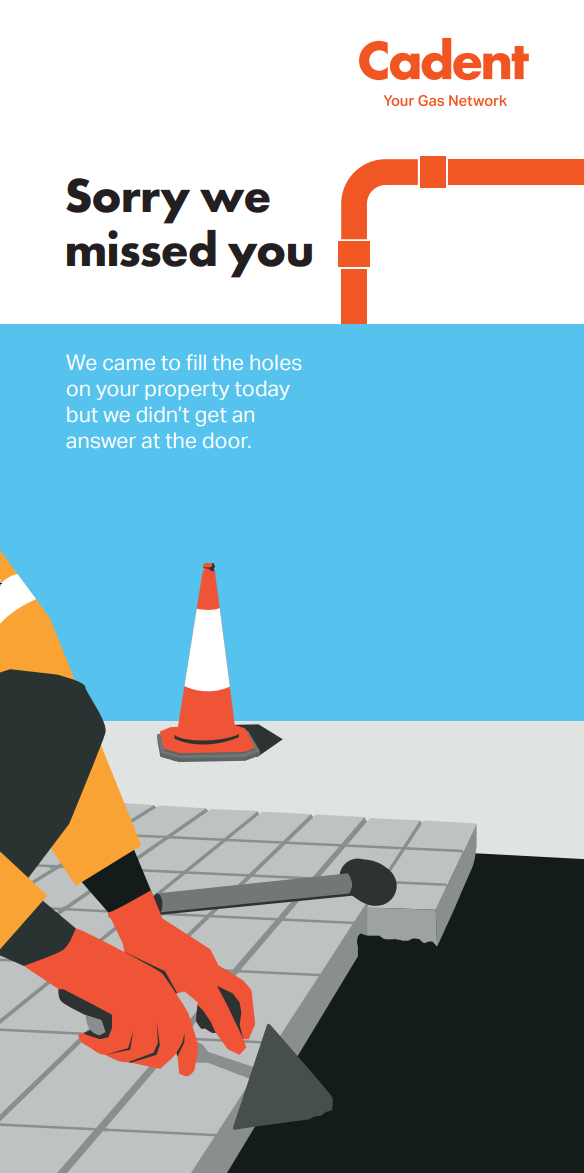 Cadent
Your Gas Network
Sorry we
missed you
We came to fill the holes
on your property today
but we didn't get an
answer at the door.